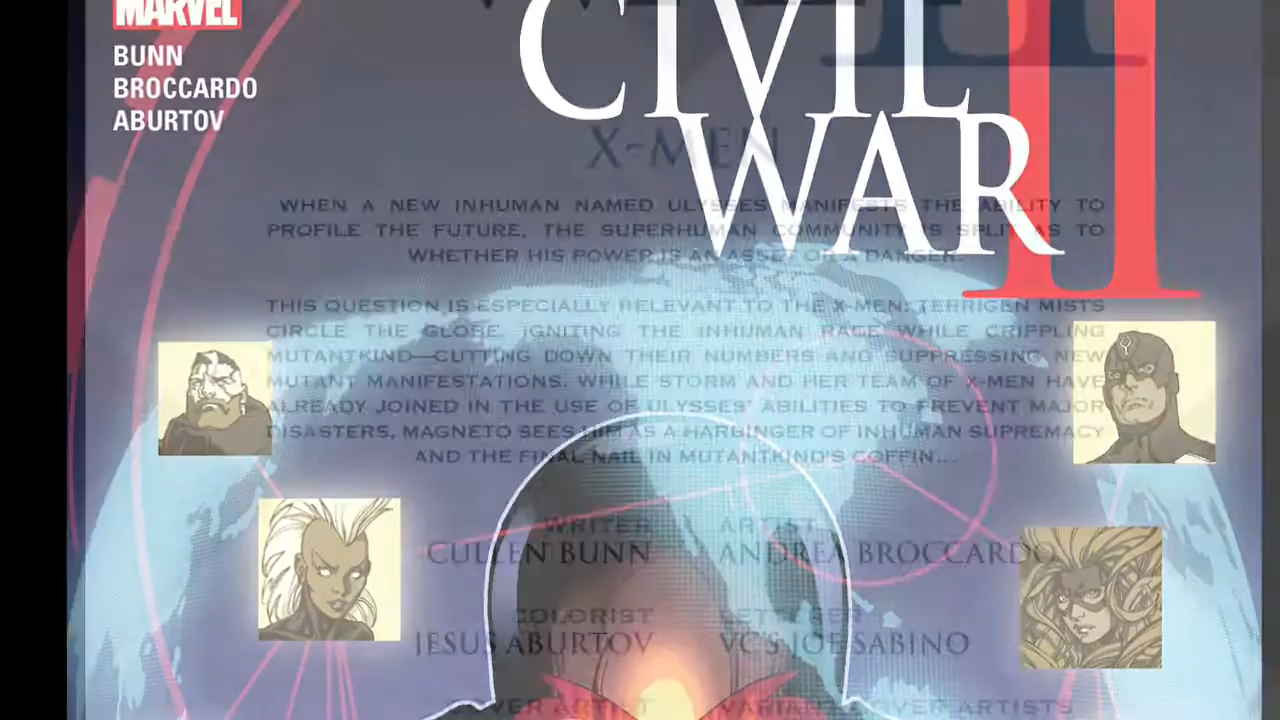 MARVEL
BUNN
BROCCARDO
ABURTOV
CIVIL
WAR
II
X-MEN
WHEN A NEW INHUMAN NAMED ULYSSES MANIFESTS THE ABILITY TO
PROFILE THE FUTURE, THE SUPERHUMAN COMMUNITY IS SPLIT AS TO
WHETHER HIS POWER IS AN ASSET OR A DANGER.
THIS QUESTION IS ESPECIALLY RELEVANT TO THE X-MEN: TERRIGEN MISTS
CIRCLE THE GLOBE, IGNITING THE INHUMAN RACE WHILE CRIPPLING
MUTANTKIND—CUTTING DOWN THEIR NUMBERS AND SUPPRESSING NEW
MUTANT MANIFESTATIONS. WHILE STORM AND HER TEAM OF X-MEN HAVE
ALREADY JOINED IN THE USE OF ULYSSES' ABILITIES TO PREVENT MAJOR
DISASTERS, MAGNETO SEES HIM AS A HARBINGER OF INHUMAN SUPREMACY
AND THE FINAL NAIL IN MUTANTKIND'S COFFIN...
WRITER ARTIST
CULLEN BUNN ANDREA BROCCARDO
COLORIST LETTERER
JESUS ABURTOV VC'S JOE SABINO
COVER ARTIST VARIANT COVER ARTISTS